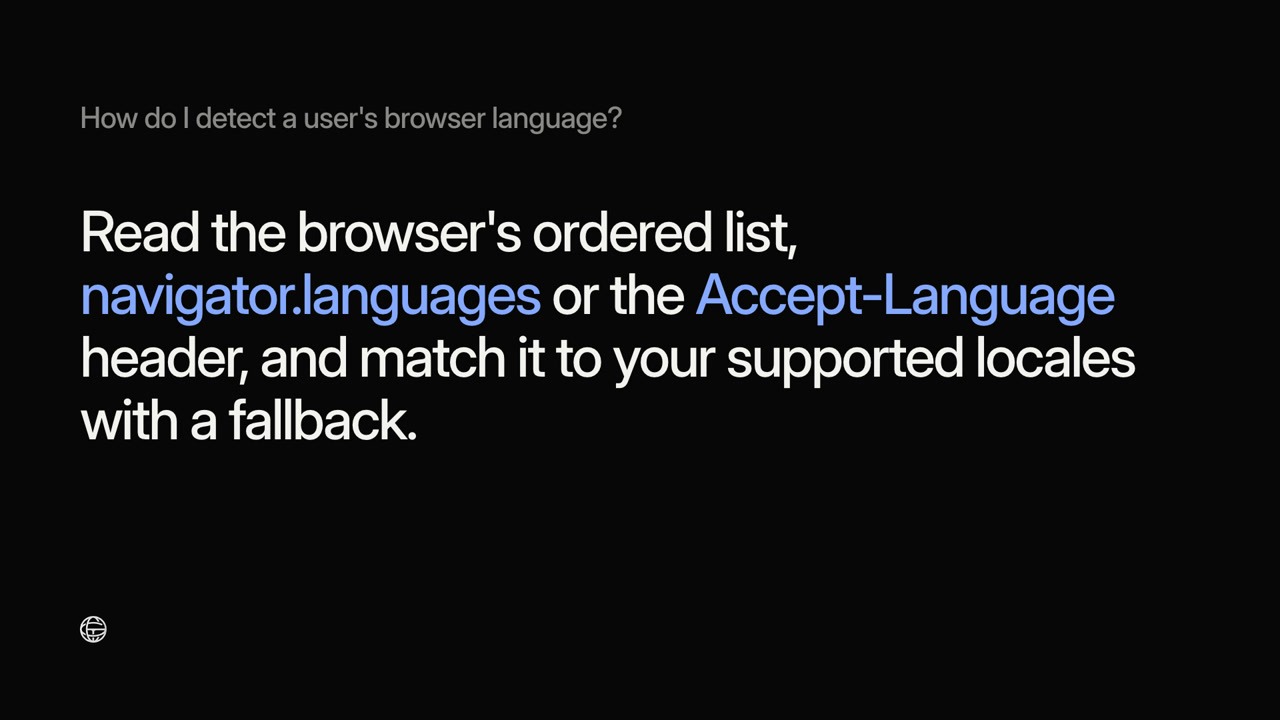 How do I detect a user's browser language?
Read the browser's ordered list,
navigator.languages or the Accept-Language
header, and match it to your supported locales
with a fallback.